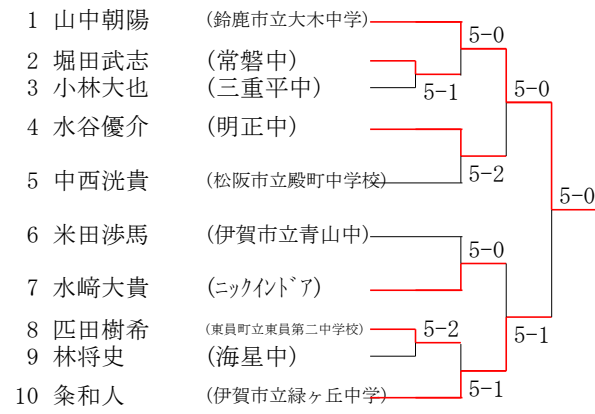 1 山中朝陽 (鈴鹿市立大木中学)
5-0
2 堀田武志 (常磐中)
5-0
3 小林大也 (三重平中)
5-1
4 水谷優介 (明正中)
5-2
5 中西洸貴 (松阪市立殿町中学校)
5-0
6 米田渉馬 (伊賀市立青山中)
5-0
7 水﨑大貴 (ニックインドア)
8 匹田樹希 (東員町立東員第二中学校)
5-2
5-1
9 林将史 (海星中)
5-1
10 粂和人 (伊賀市立緑ヶ丘中学)